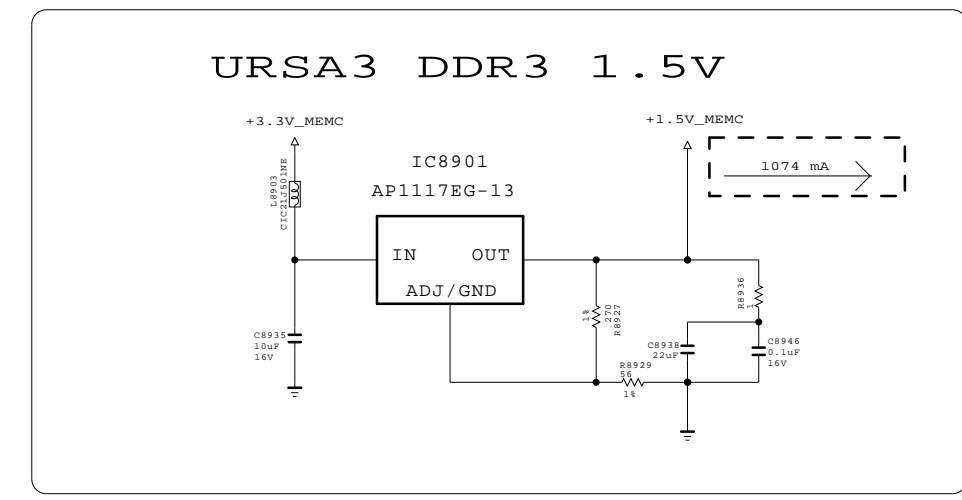 URSA3 DDR3 1.5V
+3.3V_MEMC
+1.5V_MEMC
1074 mA
IC8901
AP1117EG-13
L8903
CIC21J501NE
IN
OUT
ADJ/GND
C8935
10uF
16V
1%
270
R8927
R8936
1
C8938
22uF
C8946
0.1uF
16V
R8929
56
1%